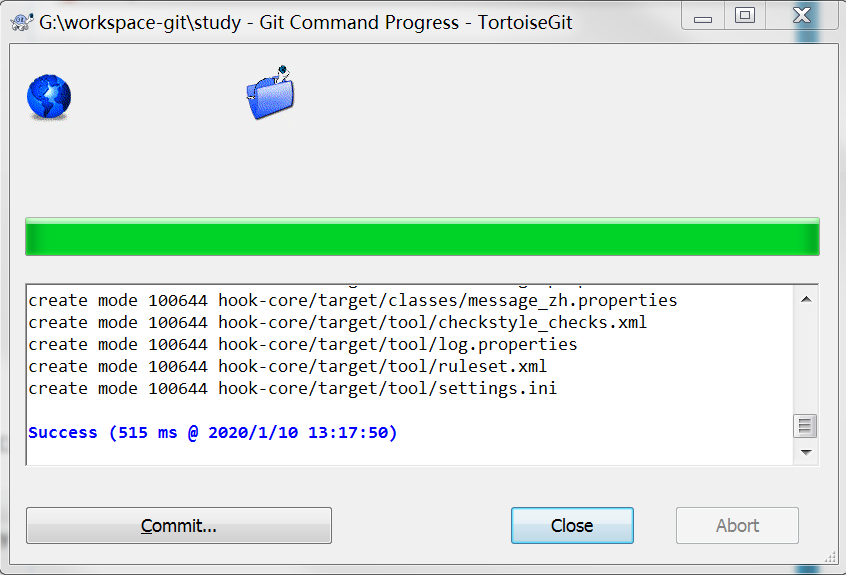 G:\workspace-git\study - Git Command Progress - TortoiseGit
create mode 100644 hook-core/target/classes/message_zh.properties
create mode 100644 hook-core/target/tool/checkstyle_checks.xml
create mode 100644 hook-core/target/tool/log.properties
create mode 100644 hook-core/target/tool/ruleset.xml
create mode 100644 hook-core/target/tool/settings.ini
Success (515 ms @ 2020/1/10 13:17:50)
Commit... Close Abort